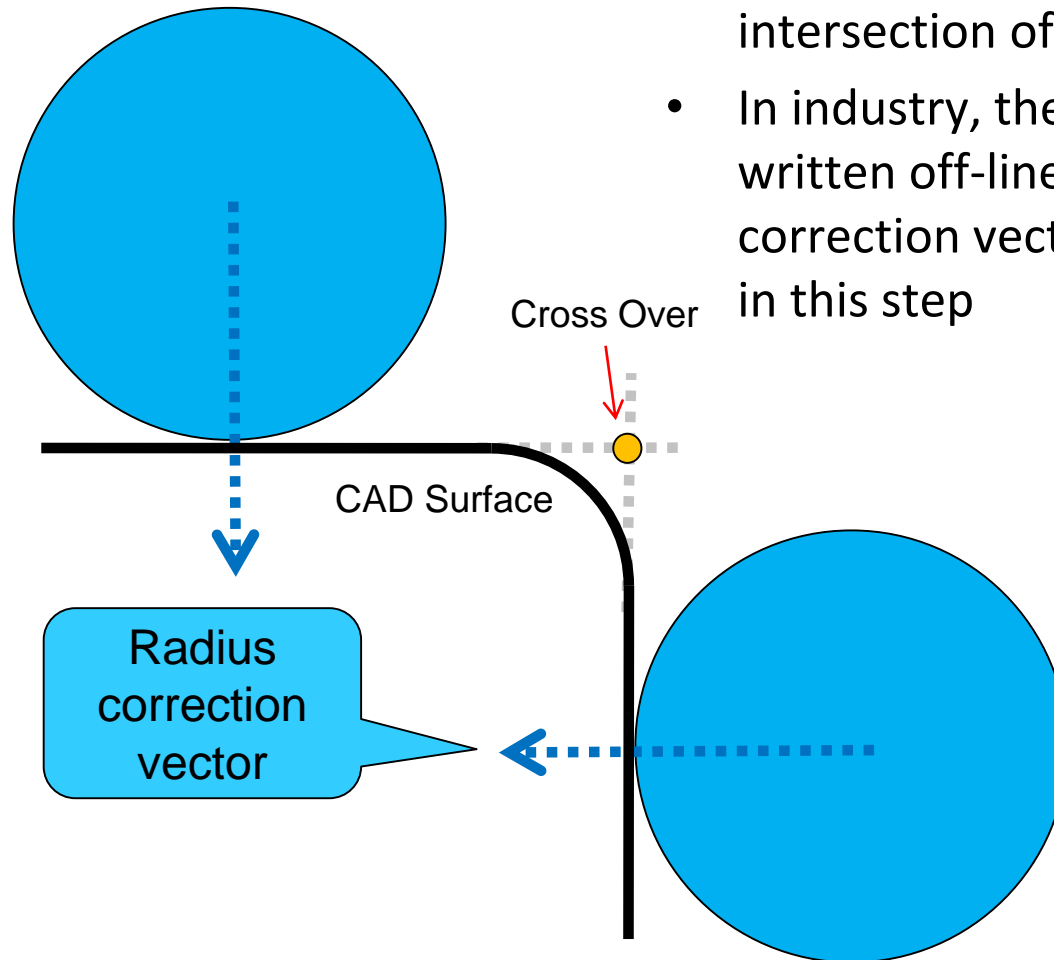 intersection of
• In industry, the
written off-line
correction vect
in this step
Cross Over
CAD Surface
Radius
correction
vector